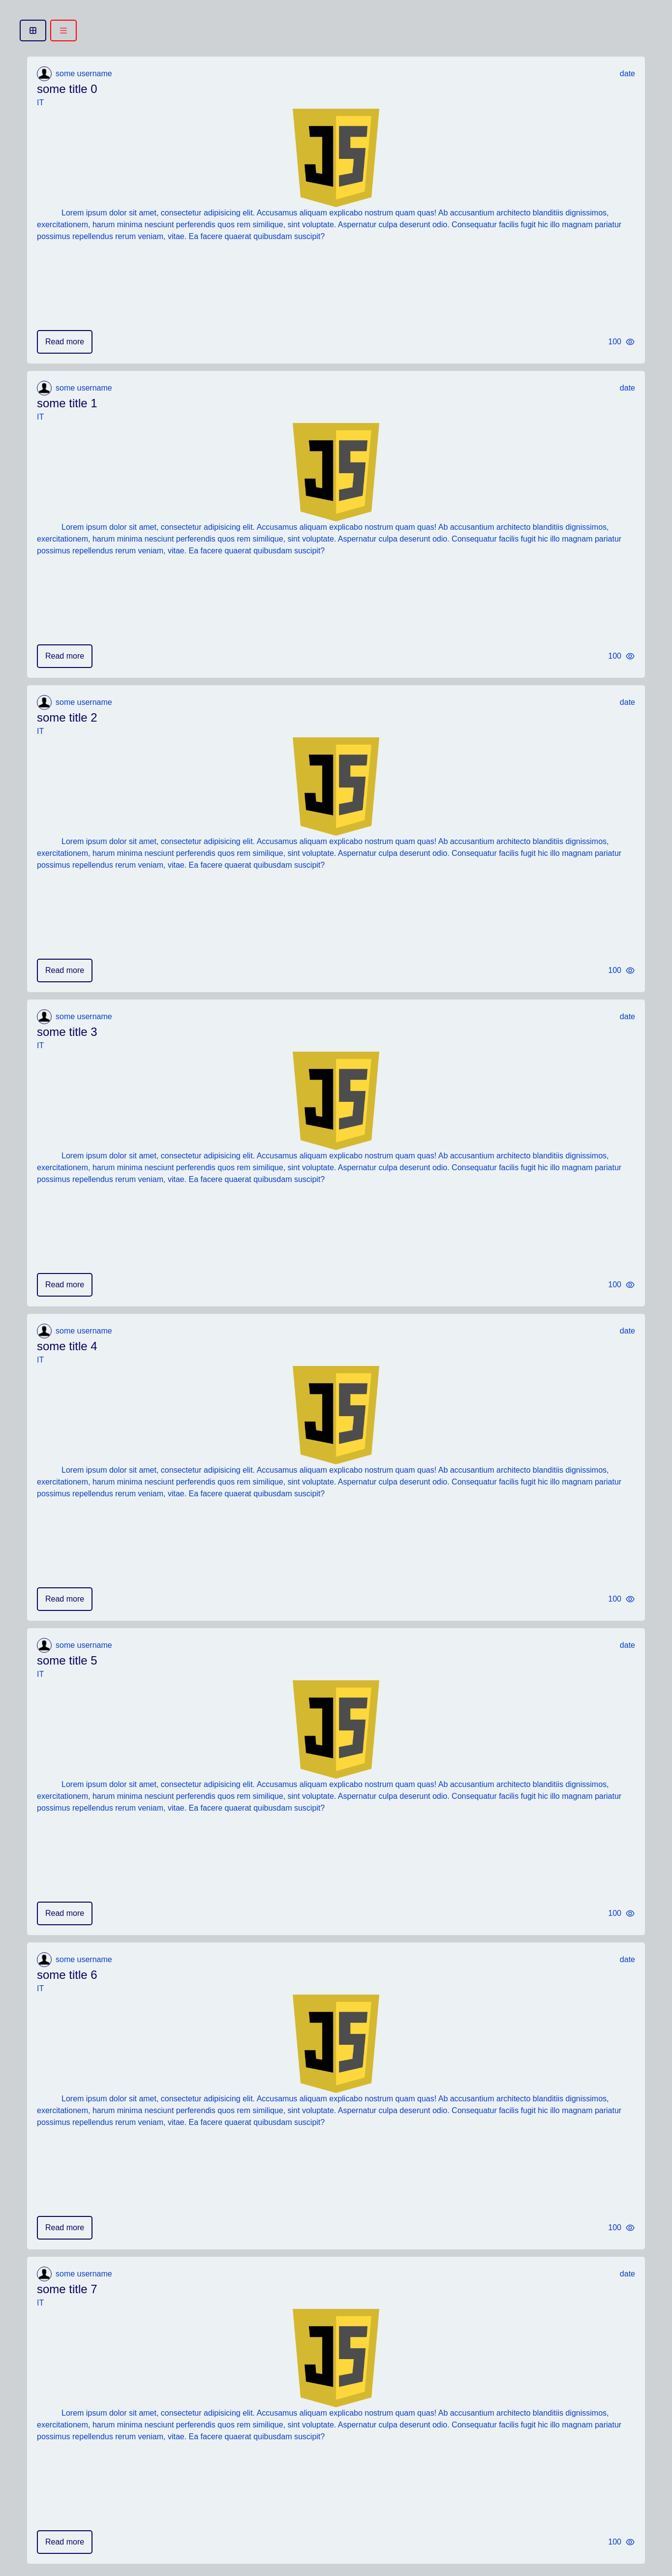 some username date
some title 0
IT
JS
Lorem ipsum dolor sit amet, consectetur adipisicing elit. Accusamus aliquam explicabo nostrum quam quas! Ab accusantium architecto blanditiis dignissimos,
exercitationem, harum minima nesciunt perferendis quos rem similique, sint voluptate. Aspernatur culpa deserunt odio. Consequatur facilis fugit hic illo magnam pariatur
possimus repellendus rerum veniam, vitae. Ea facere quaerat quibusdam suscipit?
Read more 100
some username date
some title 1
IT
JS
Lorem ipsum dolor sit amet, consectetur adipisicing elit. Accusamus aliquam explicabo nostrum quam quas! Ab accusantium architecto blanditiis dignissimos,
exercitationem, harum minima nesciunt perferendis quos rem similique, sint voluptate. Aspernatur culpa deserunt odio. Consequatur facilis fugit hic illo magnam pariatur
possimus repellendus rerum veniam, vitae. Ea facere quaerat quibusdam suscipit?
Read more 100
some username date
some title 2
IT
JS
Lorem ipsum dolor sit amet, consectetur adipisicing elit. Accusamus aliquam explicabo nostrum quam quas! Ab accusantium architecto blanditiis dignissimos,
exercitationem, harum minima nesciunt perferendis quos rem similique, sint voluptate. Aspernatur culpa deserunt odio. Consequatur facilis fugit hic illo magnam pariatur
possimus repellendus rerum veniam, vitae. Ea facere quaerat quibusdam suscipit?
Read more 100
some username date
some title 3
IT
JS
Lorem ipsum dolor sit amet, consectetur adipisicing elit. Accusamus aliquam explicabo nostrum quam quas! Ab accusantium architecto blanditiis dignissimos,
exercitationem, harum minima nesciunt perferendis quos rem similique, sint voluptate. Aspernatur culpa deserunt odio. Consequatur facilis fugit hic illo magnam pariatur
possimus repellendus rerum veniam, vitae. Ea facere quaerat quibusdam suscipit?
Read more 100
some username date
some title 4
IT
JS
Lorem ipsum dolor sit amet, consectetur adipisicing elit. Accusamus aliquam explicabo nostrum quam quas! Ab accusantium architecto blanditiis dignissimos,
exercitationem, harum minima nesciunt perferendis quos rem similique, sint voluptate. Aspernatur culpa deserunt odio. Consequatur facilis fugit hic illo magnam pariatur
possimus repellendus rerum veniam, vitae. Ea facere quaerat quibusdam suscipit?
Read more 100
some username date
some title 5
IT
JS
Lorem ipsum dolor sit amet, consectetur adipisicing elit. Accusamus aliquam explicabo nostrum quam quas! Ab accusantium architecto blanditiis dignissimos,
exercitationem, harum minima nesciunt perferendis quos rem similique, sint voluptate. Aspernatur culpa deserunt odio. Consequatur facilis fugit hic illo magnam pariatur
possimus repellendus rerum veniam, vitae. Ea facere quaerat quibusdam suscipit?
Read more 100
some username date
some title 6
IT
JS
Lorem ipsum dolor sit amet, consectetur adipisicing elit. Accusamus aliquam explicabo nostrum quam quas! Ab accusantium architecto blanditiis dignissimos,
exercitationem, harum minima nesciunt perferendis quos rem similique, sint voluptate. Aspernatur culpa deserunt odio. Consequatur facilis fugit hic illo magnam pariatur
possimus repellendus rerum veniam, vitae. Ea facere quaerat quibusdam suscipit?
Read more 100
some username date
some title 7
IT
JS
Lorem ipsum dolor sit amet, consectetur adipisicing elit. Accusamus aliquam explicabo nostrum quam quas! Ab accusantium architecto blanditiis dignissimos,
exercitationem, harum minima nesciunt perferendis quos rem similique, sint voluptate. Aspernatur culpa deserunt odio. Consequatur facilis fugit hic illo magnam pariatur
possimus repellendus rerum veniam, vitae. Ea facere quaerat quibusdam suscipit?
Read more 100